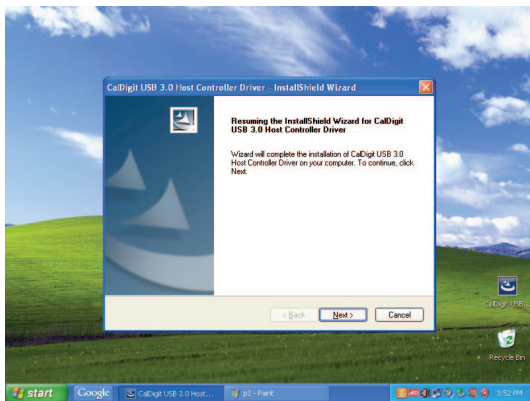 CalDigit USB 3.0 Host Controller Driver - InstallShield Wizard
Resuming the InstallShield Wizard for CalDigit
USB 3.0 Host Controller Driver
Wizard will complete the installation of CalDigit USB 3.0
Host Controller Driver on your computer. To continue, click
Next.
< Back
Next >
Cancel
CalDigit USB...
Recycle Bin
start
Google
CalDigit USB 3.0 Host...
p2 - Paint
3:52 PM